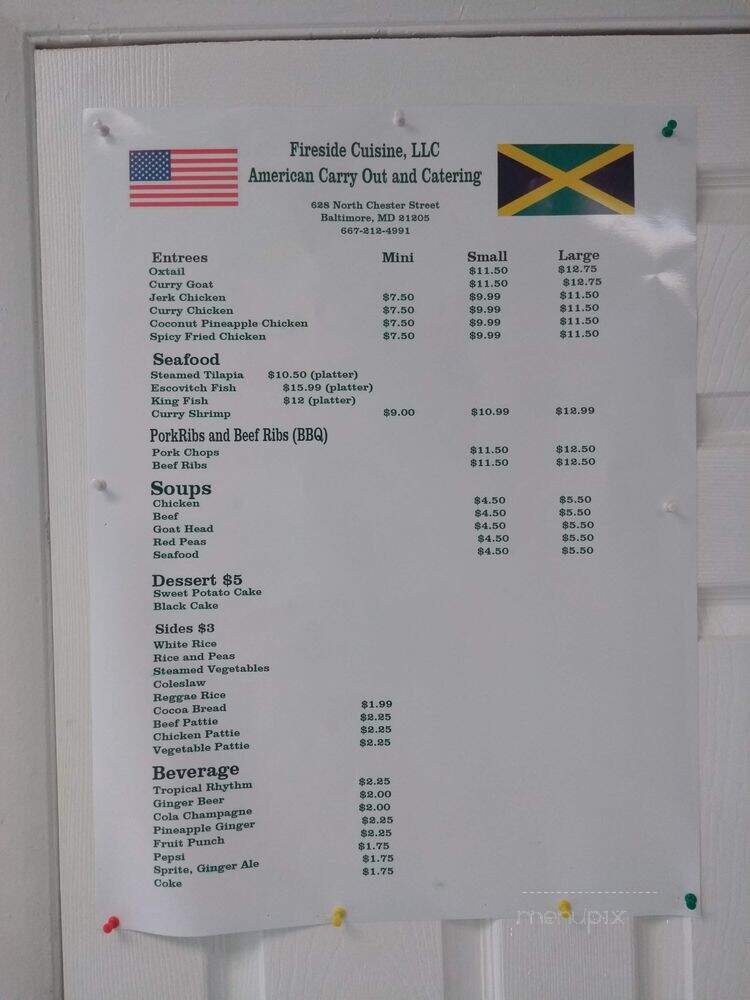 Fireside Cuisine, LLC
American Carry Out and Catering
628 North Chester Street
Baltimore, MD 21205
667-212-4991
Entrees Mini Small Large
Oxtail $11.50 $12.75
Curry Goat $11.50 $12.75
Jerk Chicken $7.50 $9.99 $11.50
Curry Chicken $7.50 $9.99 $11.50
Coconut Pineapple Chicken $7.50 $9.99 $11.50
Spicy Fried Chicken $7.50 $9.99 $11.50
Seafood
Steamed Tilapia $10.50 (platter)
Escovitch Fish $15.99 (platter)
King Fish $12 (platter)
Curry Shrimp $9.00 $10.99 $12.99
PorkRibs and Beef Ribs (BBQ)
Pork Chops $11.50 $12.50
Beef Ribs $11.50 $12.50
Soups
Chicken $4.50 $5.50
Beef $4.50 $5.50
Goat Head $4.50 $5.50
Red Peas $4.50 $5.50
Seafood $4.50 $5.50
Dessert $5
Sweet Potato Cake
Black Cake
Sides $3
White Rice
Rice and Peas
Steamed Vegetables
Coleslaw
Reggae Rice
Cocoa Bread $1.99
Beef Pattie $2.25
Chicken Pattie $2.25
Vegetable Pattie $2.25
Beverage
Tropical Rhythm $2.25
Ginger Beer $2.00
Cola Champagne $2.00
Pineapple Ginger $2.25
Fruit Punch $2.25
Pepsi $1.75
Sprite, Ginger Ale $1.75
Coke $1.75
menupix